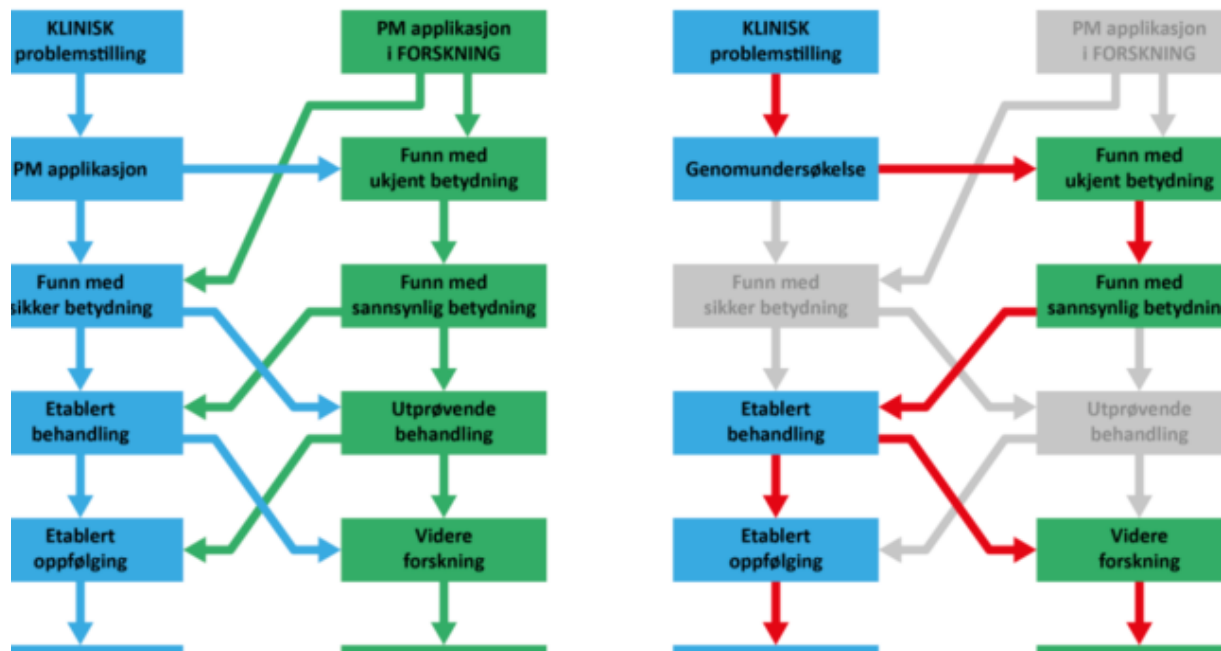 KLINISK
problemstilling
PM applikasjon
i FORSKNING
PM applikasjon
Funn med
ukjent betydning
Funn med
sikker betydning
Funn med
sannsynlig betydning
Etablert
behandling
Utprøvende
behandling
Etablert
oppfølging
Videre
forskning
KLINISK
problemstilling
PM applikasjon
i FORSKNING
Genomundersøkelse
Funn med
ukjent betydning
Funn med
sikker betydning
Funn med
sannsynlig betydning
Etablert
behandling
Utprøvende
behandling
Etablert
oppfølging
Videre
forskning